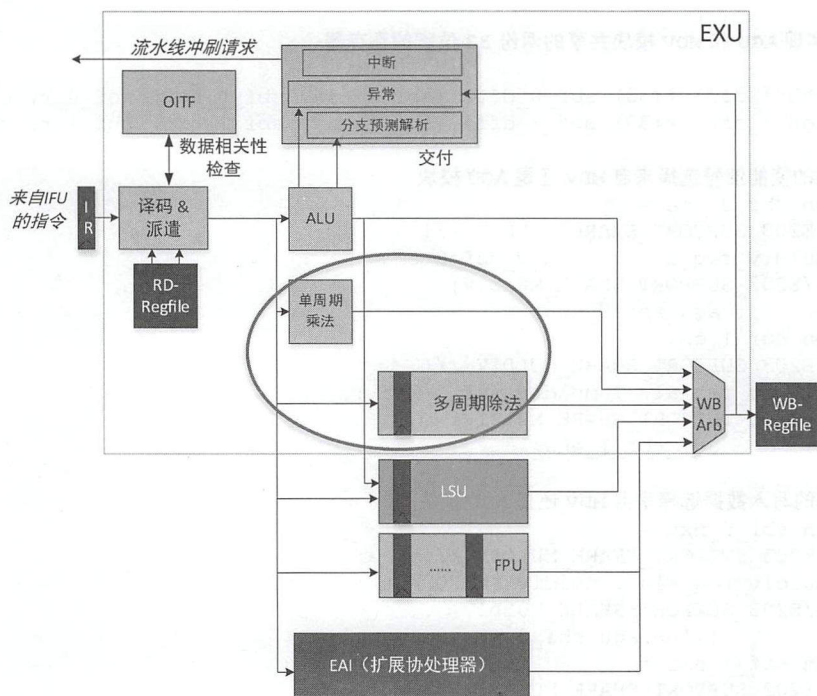 EXU
流水线冲刷请求
中断
异常
分支预测解析
交付
OITF
数据相关性
检查
来自IFU
的指令
I
R
译码 &
派遣
ALU
RD-
Regfile
单周期
乘法
多周期除法
WB
Arb
WB-
Regfile
LSU
......
FPU
EAI（扩展协处理器）